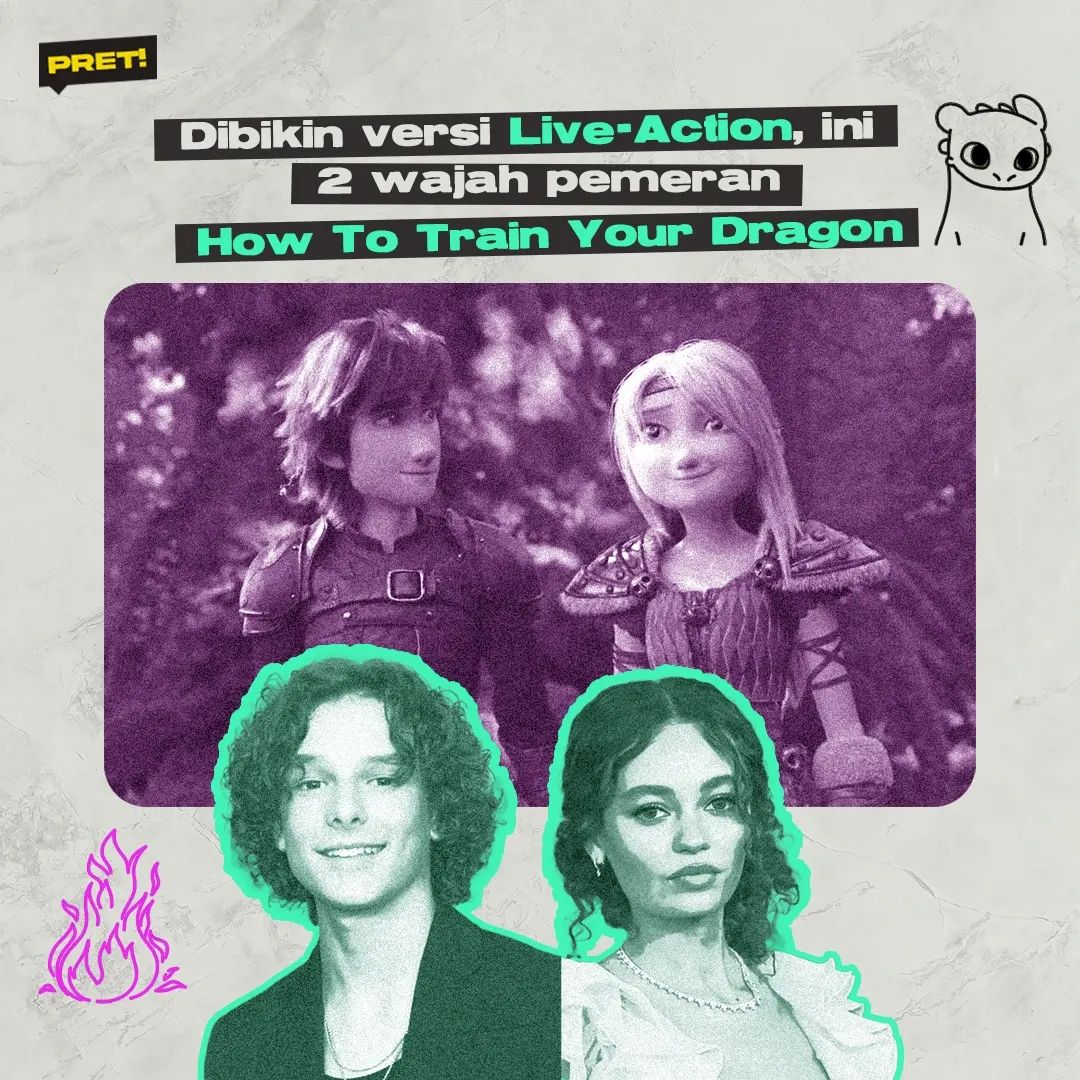 PRET!
Dibikin versi Live-Action, ini
2 wajah pemeran
How To Train Your Dragon